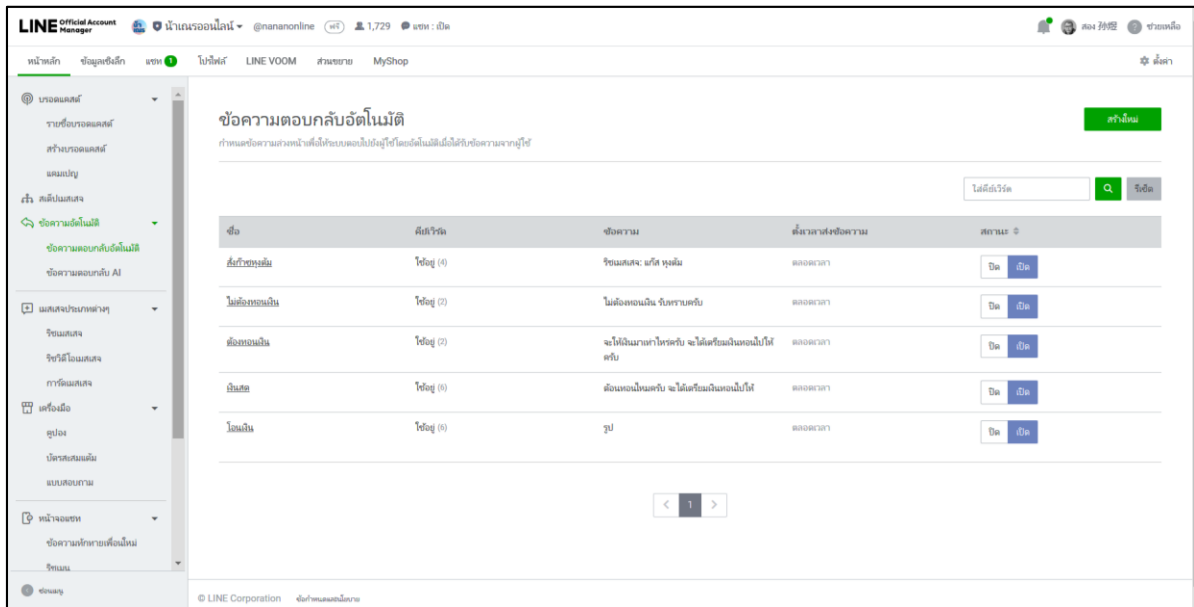 LINE Official Account Manager
น้าเณรออนไลน์ @nananonline ฟรี 1,729 แชท : เปิด
สอง 孙煜 ช่วยเหลือ
หน้าหลัก ข้อมูลเชิงลึก แชท 1 โปรไฟล์ LINE VOOM ส่วนขยาย MyShop ตั้งค่า
บรอดแคสต์
รายชื่อบรอดแคสต์
สร้างบรอดแคสต์
แคมเปญ
สเต็ปเมสเสจ
ข้อความอัตโนมัติ
ข้อความตอบกลับอัตโนมัติ
ข้อความตอบกลับ AI
เมสเสจประเภทต่างๆ
ริชเมสเสจ
ริชวิดีโอเมสเสจ
การ์ดเมสเสจ
เครื่องมือ
คูปอง
บัตรสะสมแต้ม
แบบสอบถาม
หน้าจอแชท
ข้อความทักทายเพื่อนใหม่
ริชเมนู
ซ่อนเมนู
ข้อความตอบกลับอัตโนมัติ
สร้างใหม่
กำหนดข้อความล่วงหน้าเพื่อให้ระบบตอบไปยังผู้ใช้โดยอัตโนมัติเมื่อได้รับข้อความจากผู้ใช้
ใส่คีย์เวิร์ด รีเซ็ต
ชื่อ คีย์เวิร์ด ข้อความ ตั้งเวลาส่งข้อความ สถานะ
สั่งก๊าซหุงต้ม ใช้อยู่ (4) ริชเมสเสจ: แก๊ส หุงต้ม ตลอดเวลา ปิด เปิด
ไม่ต้องทอนเงิน ใช้อยู่ (2) ไม่ต้องทอนเงิน รับทราบครับ ตลอดเวลา ปิด เปิด
ต้องทอนเงิน ใช้อยู่ (2) จะให้เงินมาเท่าไหร่ครับ จะได้เตรียมเงินทอนไปให้ ตลอดเวลา ปิด เปิด
ครับ
เงินสด ใช้อยู่ (6) ต้อนทอนไหมครับ จะได้เตรียมเงินทอนไปให้ ตลอดเวลา ปิด เปิด
โอนเงิน ใช้อยู่ (6) รูป ตลอดเวลา ปิด เปิด
< 1 >
© LINE Corporation ข้อกำหนดและนโยบาย